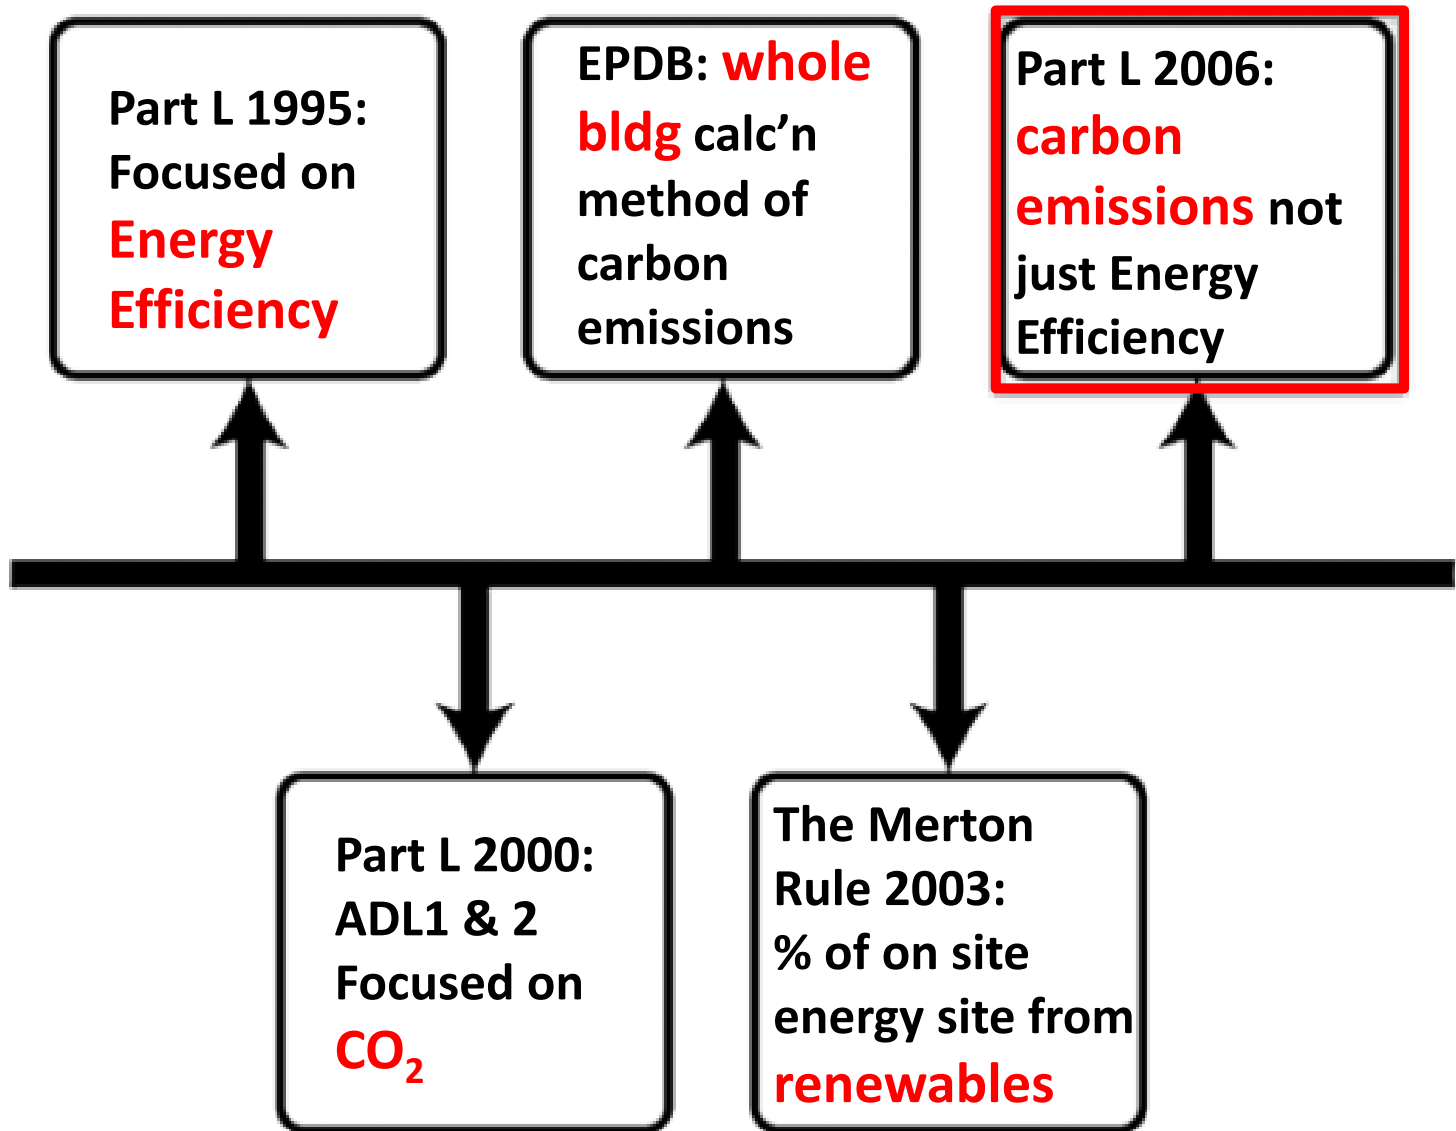 Part L 1995:
Focused on
Energy
Efficiency
EPDB: whole
bldg calc’n
method of
carbon
emissions
Part L 2006:
carbon
emissions not
just Energy
Efficiency
Part L 2000:
ADL1 & 2
Focused on
CO₂
The Merton
Rule 2003:
% of on site
energy site from
renewables